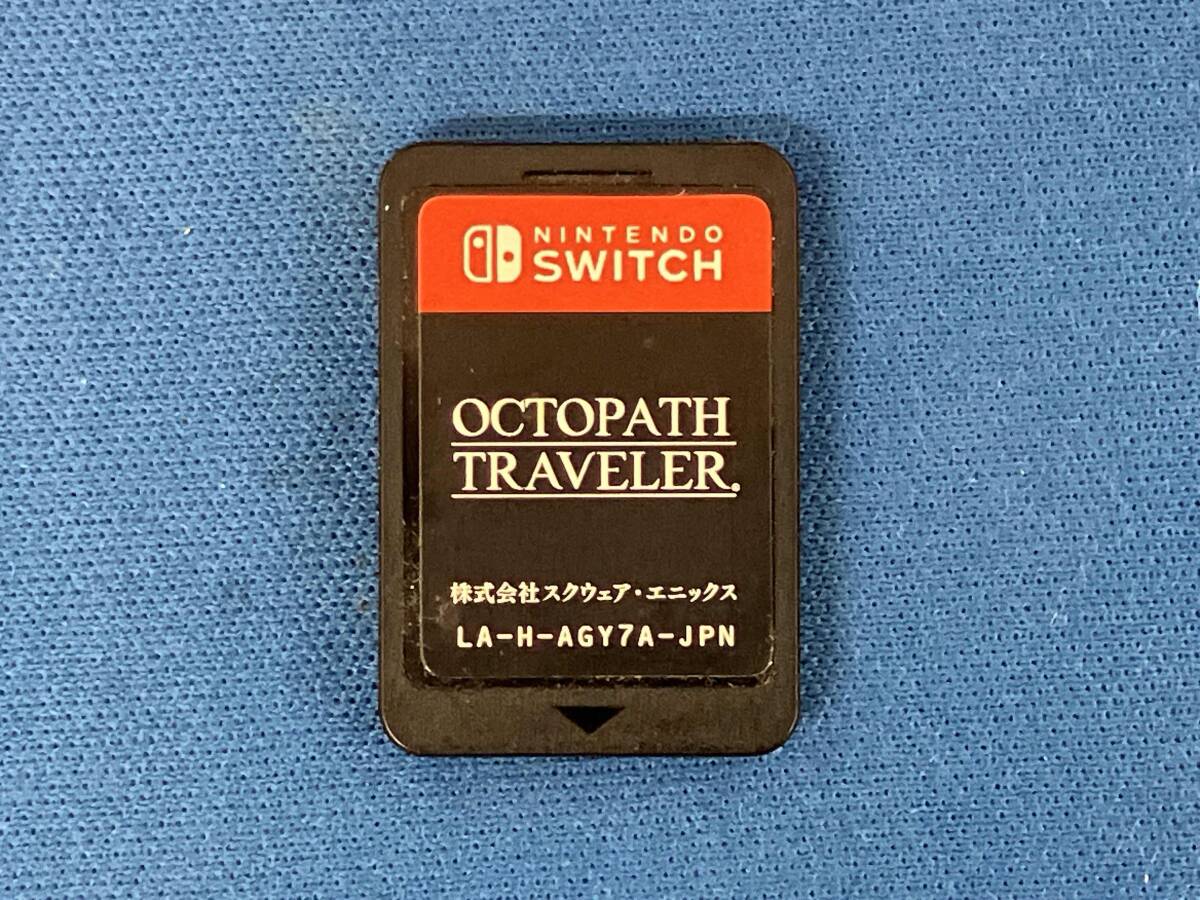 NINTENDO
SWITCH
OCTOPATH
TRAVELER.
株式会社スクウェア・エニックス
LA-H-AGY7A-JPN